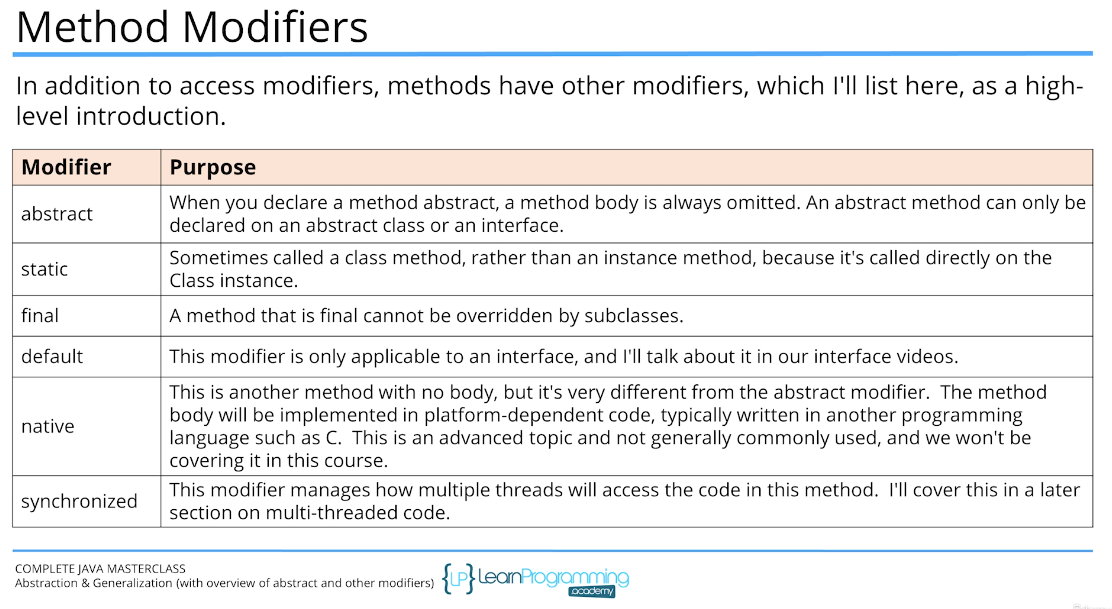 Method Modifiers
In addition to access modifiers, methods have other modifiers, which I'll list here, as a high-
level introduction.
Modifier
Purpose
abstract
When you declare a method abstract, a method body is always omitted. An abstract method can only be
declared on an abstract class or an interface.
static
Sometimes called a class method, rather than an instance method, because it's called directly on the
Class instance.
final
A method that is final cannot be overridden by subclasses.
default
This modifier is only applicable to an interface, and I'll talk about it in our interface videos.
native
This is another method with no body, but it's very different from the abstract modifier.  The method
body will be implemented in platform-dependent code, typically written in another programming
language such as C.  This is an advanced topic and not generally commonly used, and we won't be
covering it in this course.
synchronized
This modifier manages how multiple threads will access the code in this method.  I'll cover this in a later
section on multi-threaded code.
COMPLETE JAVA MASTERCLASS
Abstraction & Generalization (with overview of abstract and other modifiers)
{LP} LearnProgramming
academy